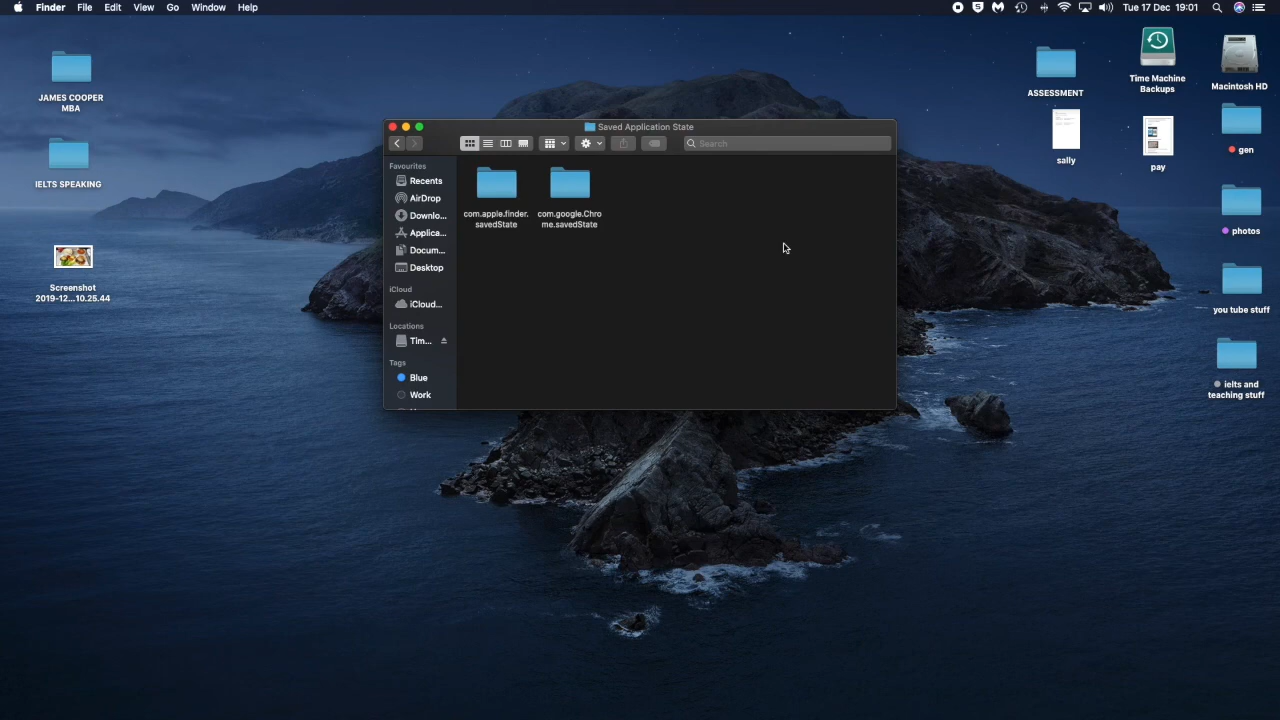 Finder File Edit View Go Window Help
Tue 17 Dec 19:01
JAMES COOPER
MBA
IELTS SPEAKING
Screenshot
2019-12...10.25.44
Saved Application State
Search
Favourites
Recents
AirDrop
Downlo...
Applica...
Docum...
Desktop
iCloud
iCloud...
Locations
Tim...
Tags
Blue
Work
com.apple.finder.
savedState
com.google.Chro
me.savedState
ASSESSMENT
Time Machine
Backups
Macintosh HD
sally
pay
gen
photos
you tube stuff
ielts and
teaching stuff